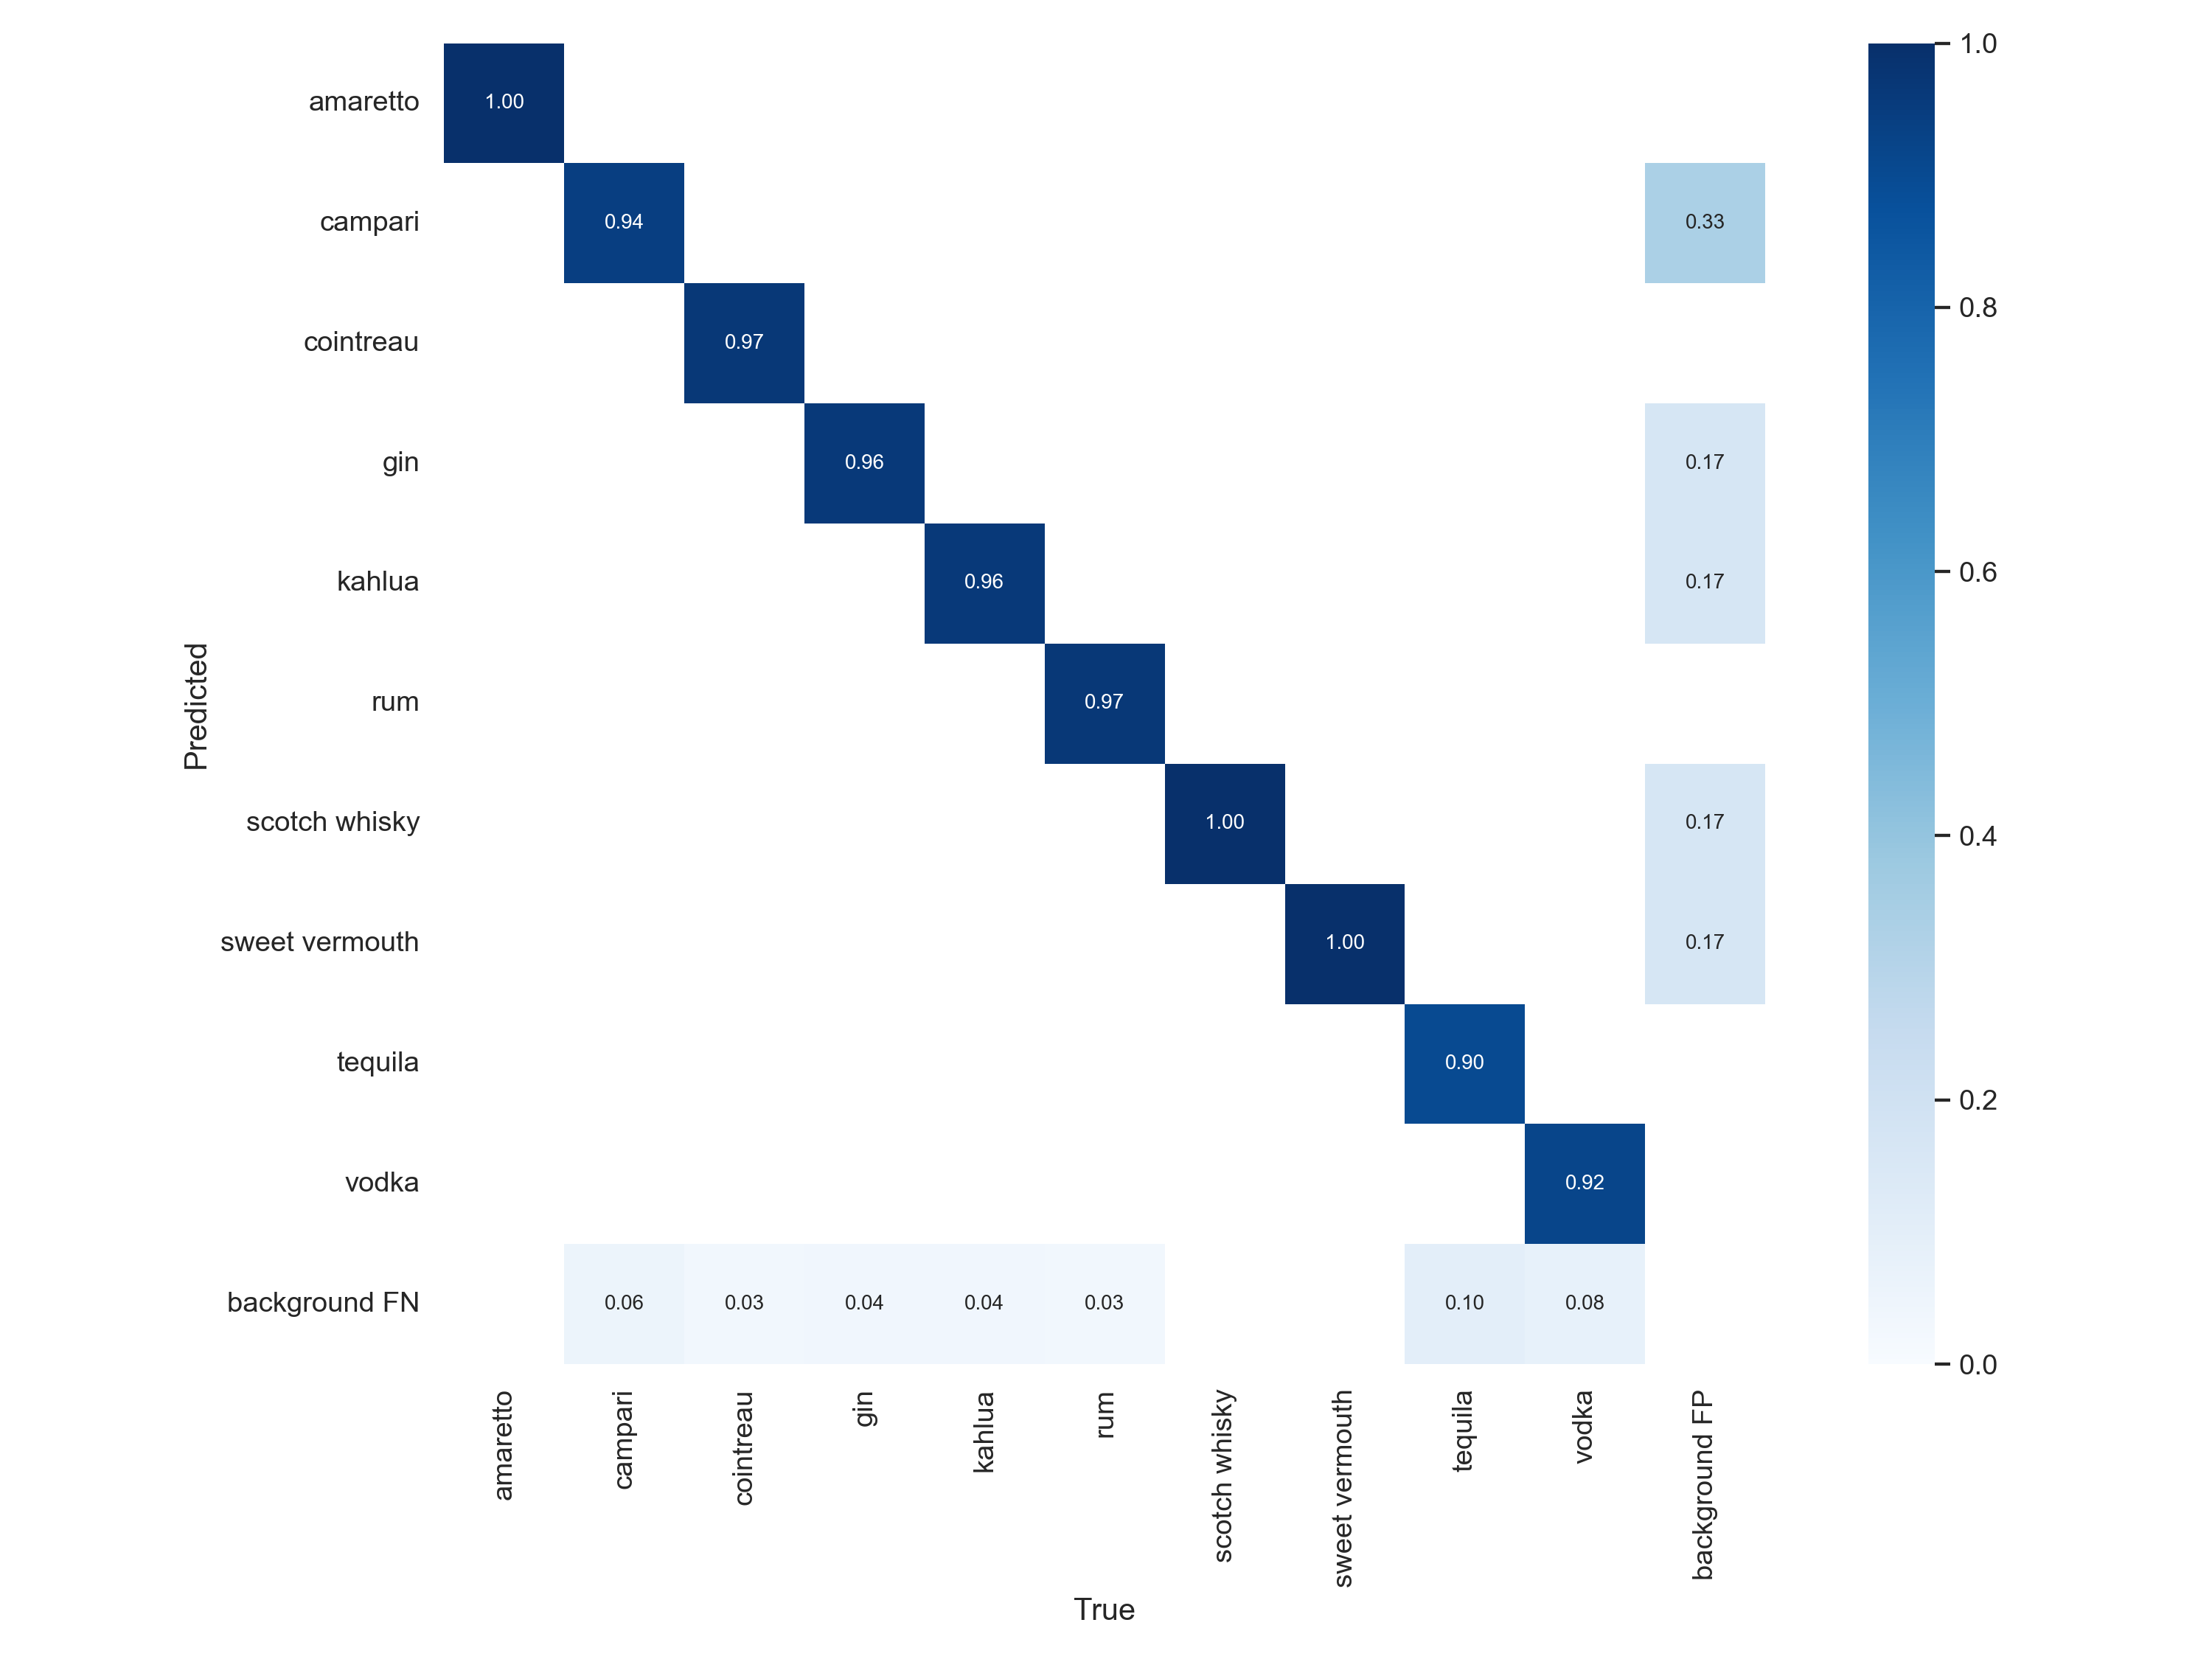 amaretto 1.00
campari 0.94 0.33
cointreau 0.97
gin 0.96 0.17
kahlua 0.96 0.17
rum 0.97
scotch whisky 1.00 0.17
sweet vermouth 1.00 0.17
tequila 0.90
vodka 0.92
background FN 0.06 0.03 0.04 0.04 0.03 0.10 0.08
Predicted
amaretto
campari
cointreau
gin
kahlua
rum
scotch whisky
sweet vermouth
tequila
vodka
background FP
True
1.0
0.8
0.6
0.4
0.2
0.0